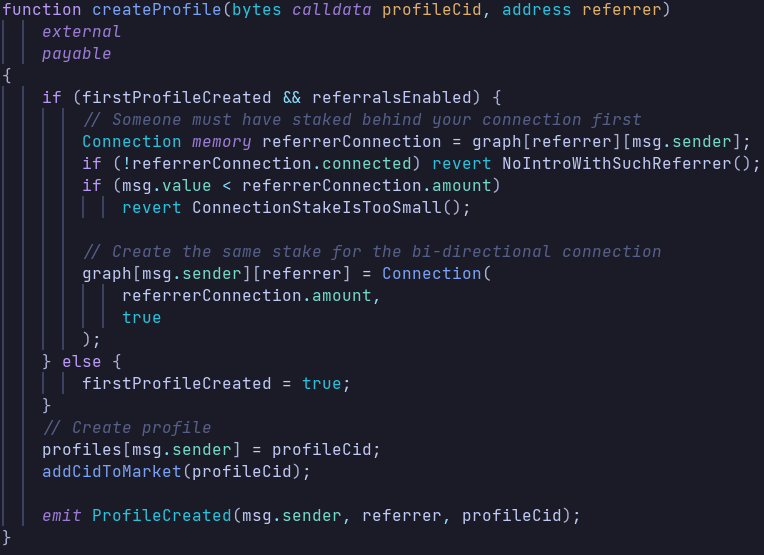 function createProfile(bytes calldata profileCid, address referrer)
    external
    payable
{
    if (firstProfileCreated && referralsEnabled) {
        // Someone must have staked behind your connection first
        Connection memory referrerConnection = graph[referrer][msg.sender];
        if (!referrerConnection.connected) revert NoIntroWithSuchReferrer();
        if (msg.value < referrerConnection.amount)
            revert ConnectionStakeIsTooSmall();

        // Create the same stake for the bi-directional connection
        graph[msg.sender][referrer] = Connection(
            referrerConnection.amount,
            true
        );
    } else {
        firstProfileCreated = true;
    }
    // Create profile
    profiles[msg.sender] = profileCid;
    addCidToMarket(profileCid);

    emit ProfileCreated(msg.sender, referrer, profileCid);
}